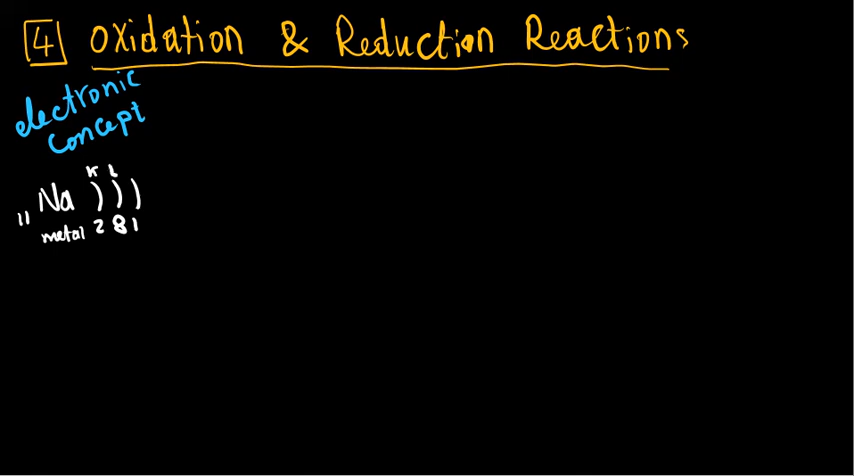 4 Oxidation & Reduction Reactions
electronic
concept
K L
11 Na ) ) )
metal 2 8 1